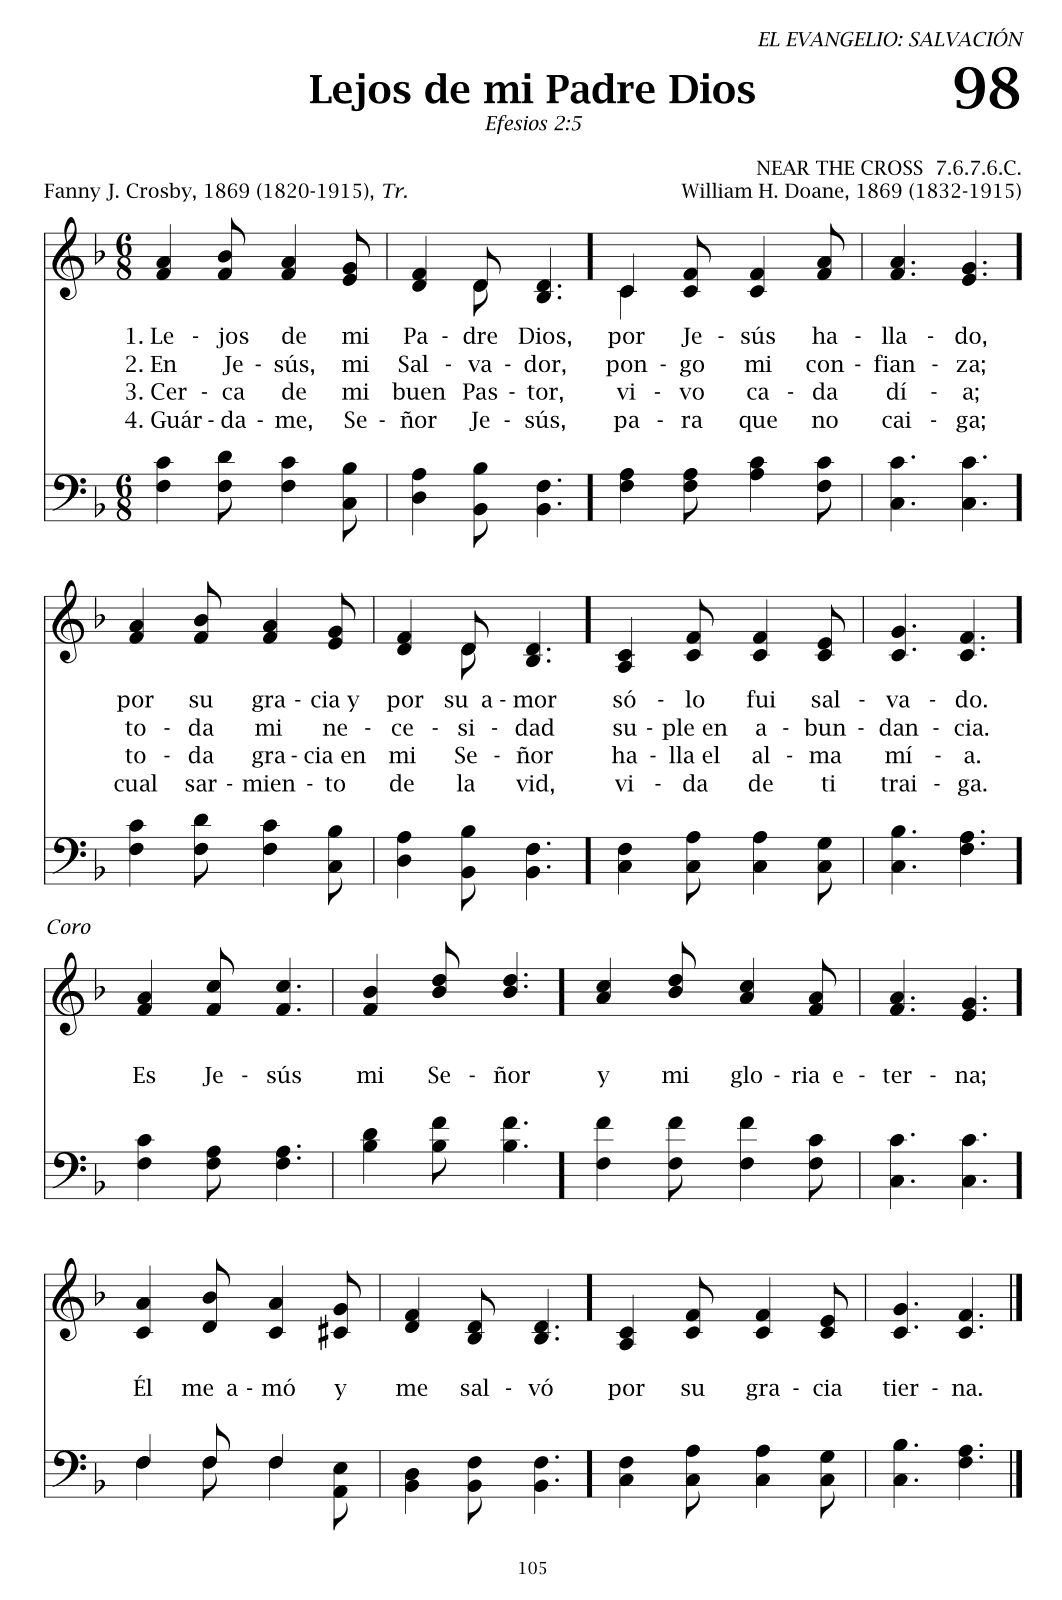 EL EVANGELIO: SALVACIÓN
Lejos de mi Padre Dios 98
Efesios 2:5
NEAR THE CROSS 7.6.7.6.C.
Fanny J. Crosby, 1869 (1820-1915), Tr. William H. Doane, 1869 (1832-1915)
6 8
1. Le - jos de mi Pa - dre Dios, por Je - sús ha - lla - do,
2. En Je - sús, mi Sal - va - dor, pon - go mi con - fian - za;
3. Cer - ca de mi buen Pas - tor, vi - vo ca - da dí - a;
4. Guár - da - me, Se - ñor Je - sús, pa - ra que no cai - ga;
6 8
por su gra - cia y por su a - mor só - lo fui sal - va - do.
to - da mi ne - ce - si - dad su - ple en a - bun - dan - cia.
to - da gra - cia en mi Se - ñor ha - lla el al - ma mí - a.
cual sar - mien - to de la vid, vi - da de ti trai - ga.
Coro
Es Je - sús mi Se - ñor y mi glo - ria e - ter - na;
Él me a - mó y me sal - vó por su gra - cia tier - na.
105